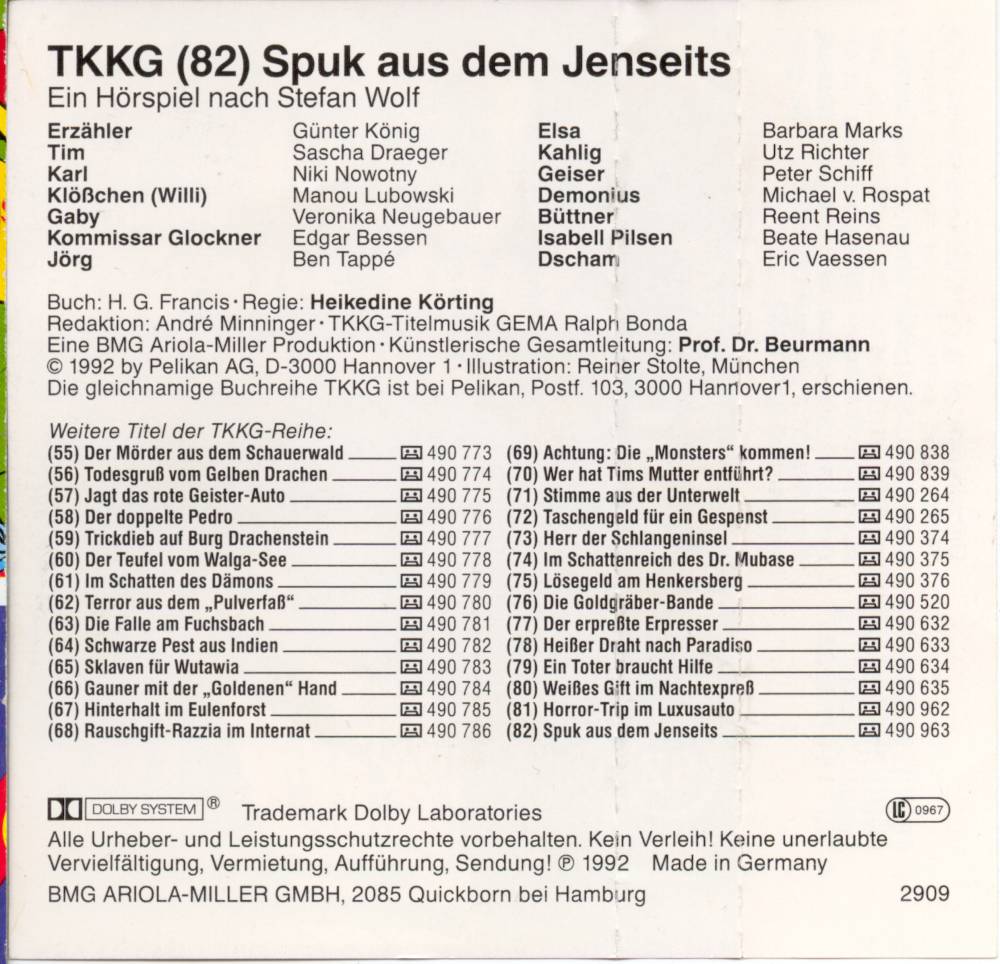 TKKG (82) Spuk aus dem Jenseits
Ein Hörspiel nach Stefan Wolf
Erzähler Günter König Elsa Barbara Marks
Tim Sascha Draeger Kahlig Utz Richter
Karl Niki Nowotny Geiser Peter Schiff
Klößchen (Willi) Manou Lubowski Demonius Michael v. Rospat
Gaby Veronika Neugebauer Büttner Reent Reins
Kommissar Glockner Edgar Bessen Isabell Pilsen Beate Hasenau
Jörg Ben Tappé Dscham Eric Vaessen
Buch: H. G. Francis · Regie: Heikedine Körting
Redaktion: André Minninger · TKKG-Titelmusik GEMA Ralph Bonda
Eine BMG Ariola-Miller Produktion · Künstlerische Gesamtleitung: Prof. Dr. Beurmann
© 1992 by Pelikan AG, D-3000 Hannover 1 · Illustration: Reiner Stolte, München
Die gleichnamige Buchreihe TKKG ist bei Pelikan, Postf. 103, 3000 Hannover1, erschienen.
Weitere Titel der TKKG-Reihe:
(55) Der Mörder aus dem Schauerwald 490 773
(56) Todesgruß vom Gelben Drachen 490 774
(57) Jagt das rote Geister-Auto 490 775
(58) Der doppelte Pedro 490 776
(59) Trickdieb auf Burg Drachenstein 490 777
(60) Der Teufel vom Walga-See 490 778
(61) Im Schatten des Dämons 490 779
(62) Terror aus dem „Pulverfaß“ 490 780
(63) Die Falle am Fuchsbach 490 781
(64) Schwarze Pest aus Indien 490 782
(65) Sklaven für Wutawia 490 783
(66) Gauner mit der „Goldenen“ Hand 490 784
(67) Hinterhalt im Eulenforst 490 785
(68) Rauschgift-Razzia im Internat 490 786
(69) Achtung: Die „Monsters“ kommen! 490 838
(70) Wer hat Tims Mutter entführt? 490 839
(71) Stimme aus der Unterwelt 490 264
(72) Taschengeld für ein Gespenst 490 265
(73) Herr der Schlangeninsel 490 374
(74) Im Schattenreich des Dr. Mubase 490 375
(75) Lösegeld am Henkersberg 490 376
(76) Die Goldgräber-Bande 490 520
(77) Der erpreßte Erpresser 490 632
(78) Heißer Draht nach Paradiso 490 633
(79) Ein Toter braucht Hilfe 490 634
(80) Weißes Gift im Nachtexpreß 490 635
(81) Horror-Trip im Luxusauto 490 962
(82) Spuk aus dem Jenseits 490 963
DOLBY SYSTEM ® Trademark Dolby Laboratories LC 0967
Alle Urheber- und Leistungsschutzrechte vorbehalten. Kein Verleih! Keine unerlaubte
Vervielfältigung, Vermietung, Aufführung, Sendung! ℗ 1992 Made in Germany
BMG ARIOLA-MILLER GMBH, 2085 Quickborn bei Hamburg 2909